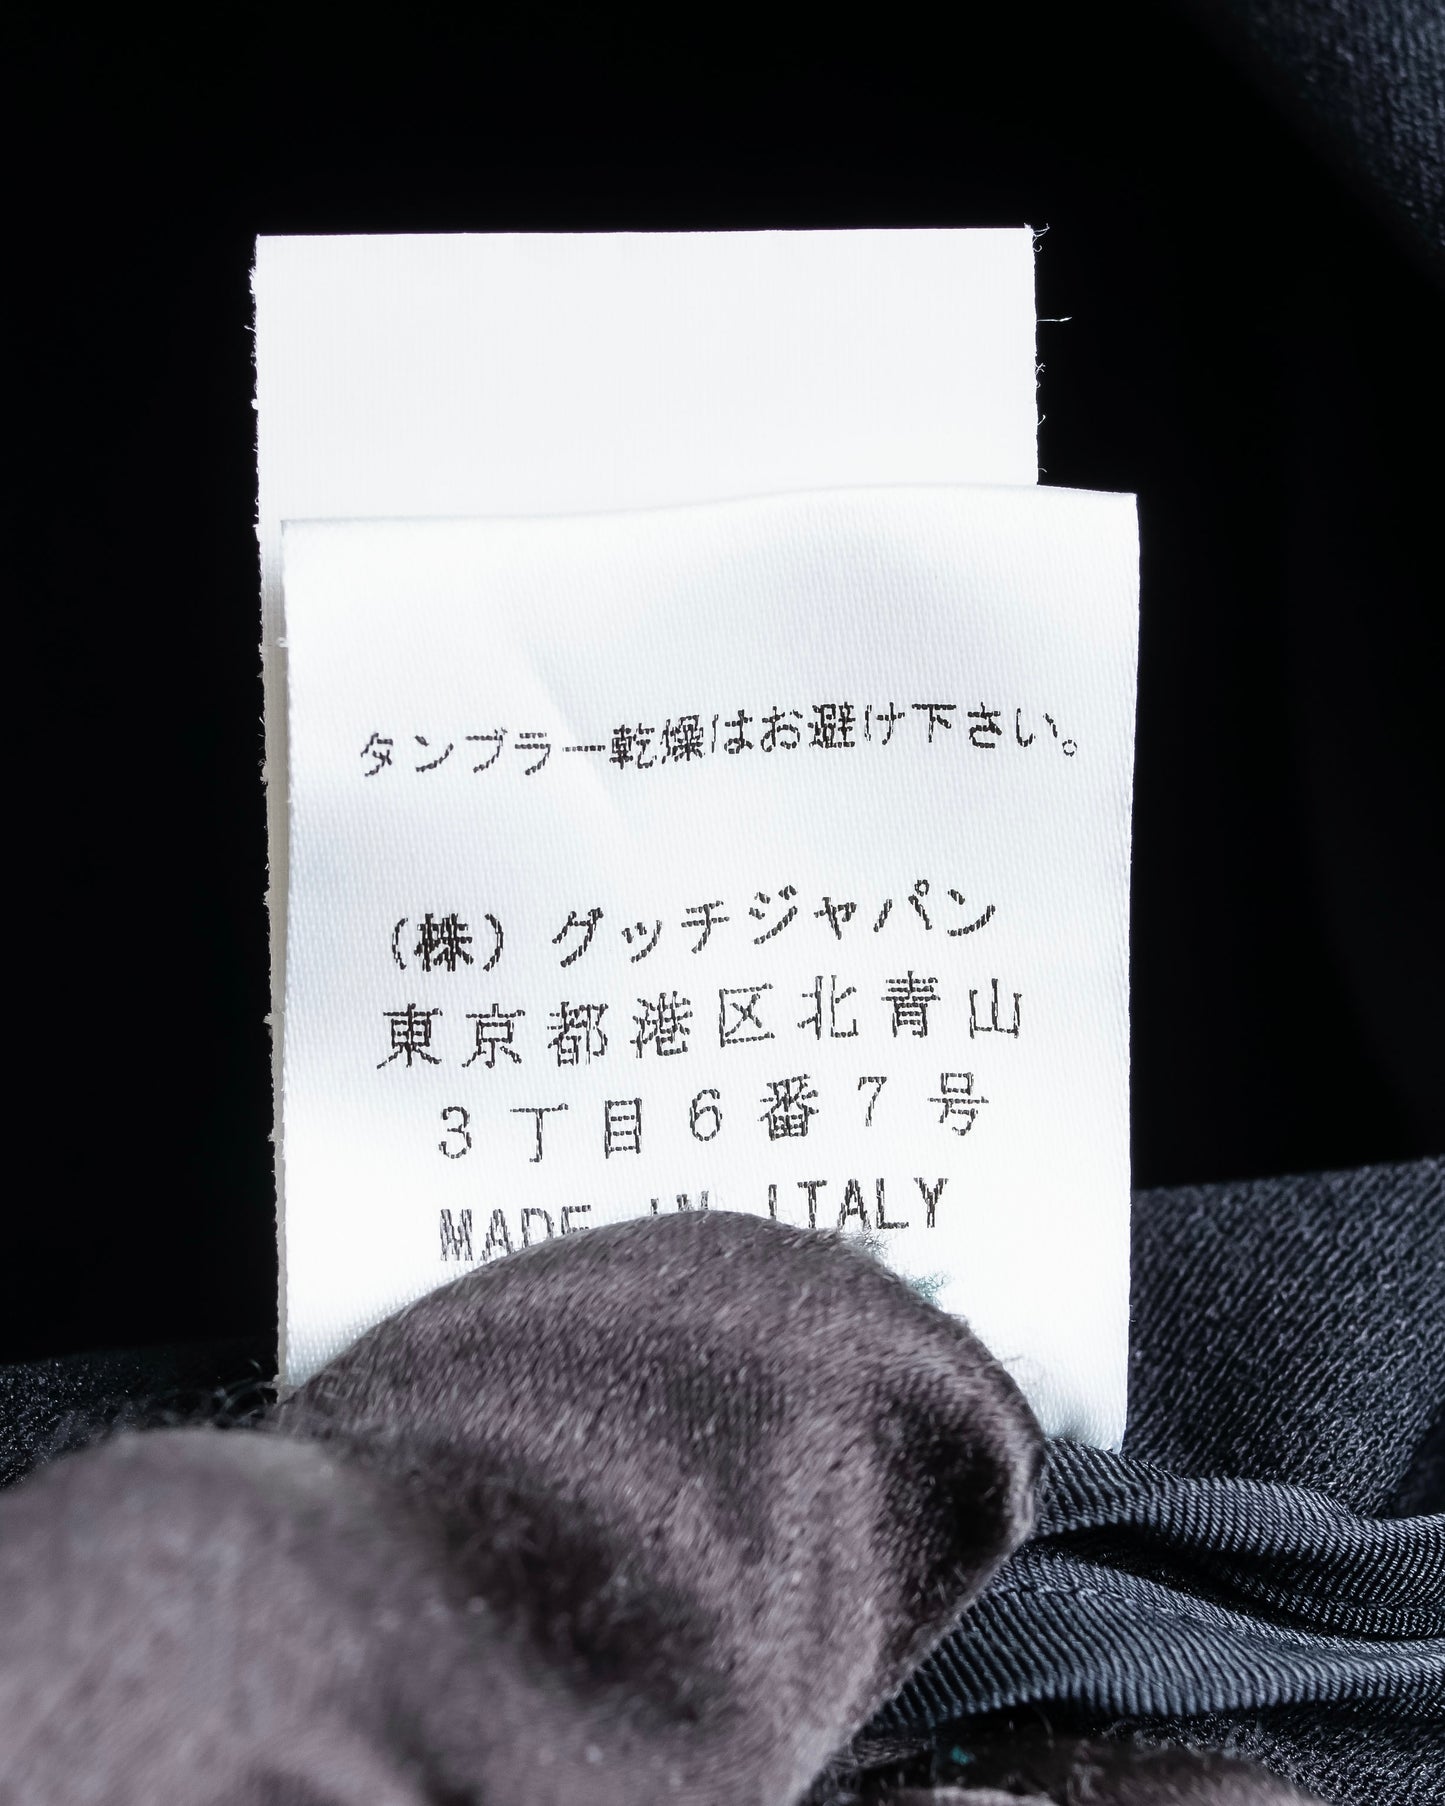 タンブラー乾燥はお避け下さい。
(株) グッチジャパン
東京都港区北青山
3丁目6番7号
MADE IN ITALY